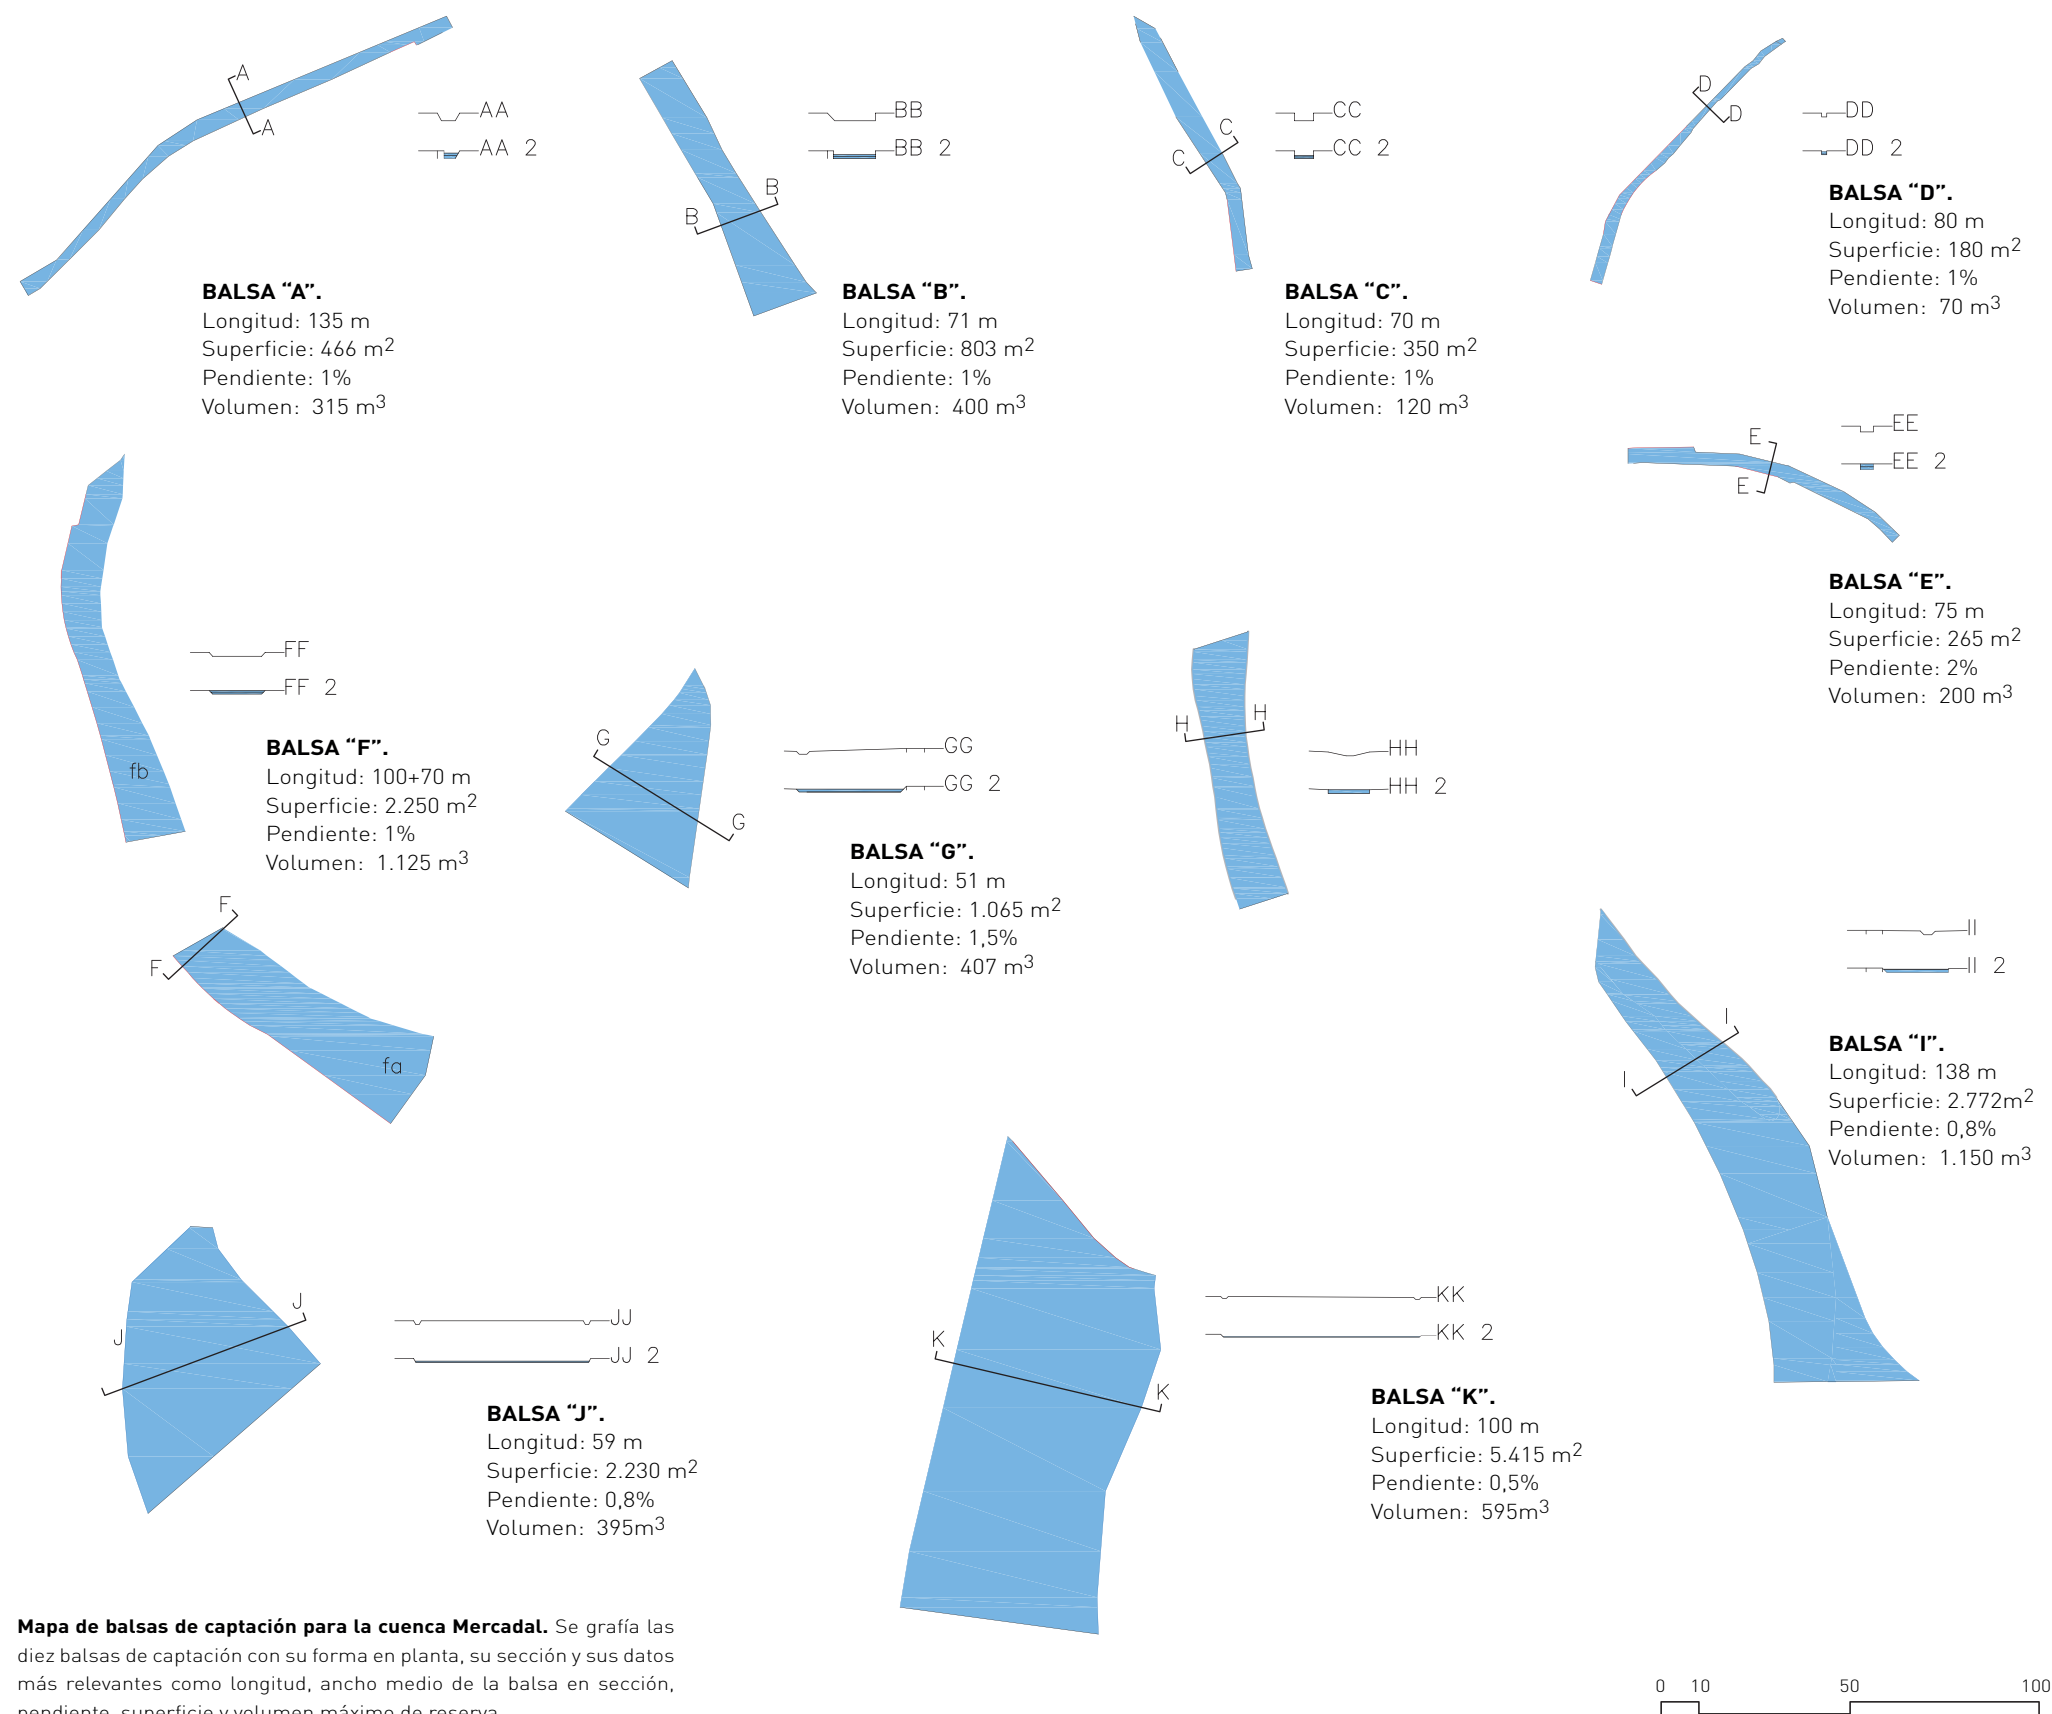 A
A
AA
AA 2
BALSA “A”.
Longitud: 135 m
Superficie: 466 m2
Pendiente: 1%
Volumen: 315 m3
B
B
BB
BB 2
BALSA “B”.
Longitud: 71 m
Superficie: 803 m2
Pendiente: 1%
Volumen: 400 m3
C
C
CC
CC 2
BALSA “C”.
Longitud: 70 m
Superficie: 350 m2
Pendiente: 1%
Volumen: 120 m3
D
D
DD
DD 2
BALSA “D”.
Longitud: 80 m
Superficie: 180 m2
Pendiente: 1%
Volumen: 70 m3
E
E
EE
EE 2
BALSA “E”.
Longitud: 75 m
Superficie: 265 m2
Pendiente: 2%
Volumen: 200 m3
fb
FF
FF 2
BALSA “F”.
Longitud: 100+70 m
Superficie: 2.250 m2
Pendiente: 1%
Volumen: 1.125 m3
F
F
fa
G
G
GG
GG 2
BALSA “G”.
Longitud: 51 m
Superficie: 1.065 m2
Pendiente: 1,5%
Volumen: 407 m3
H
H
HH
HH 2
I
I
II
II 2
BALSA “I”.
Longitud: 138 m
Superficie: 2.772m2
Pendiente: 0,8%
Volumen: 1.150 m3
J
J
JJ
JJ 2
BALSA “J”.
Longitud: 59 m
Superficie: 2.230 m2
Pendiente: 0,8%
Volumen: 395m3
K
K
KK
KK 2
BALSA “K”.
Longitud: 100 m
Superficie: 5.415 m2
Pendiente: 0,5%
Volumen: 595m3
Mapa de balsas de captación para la cuenca Mercadal. Se grafía las
diez balsas de captación con su forma en planta, su sección y sus datos
más relevantes como longitud, ancho medio de la balsa en sección,
pendiente, superficie y volumen máximo de reserva.
0 10 50 100